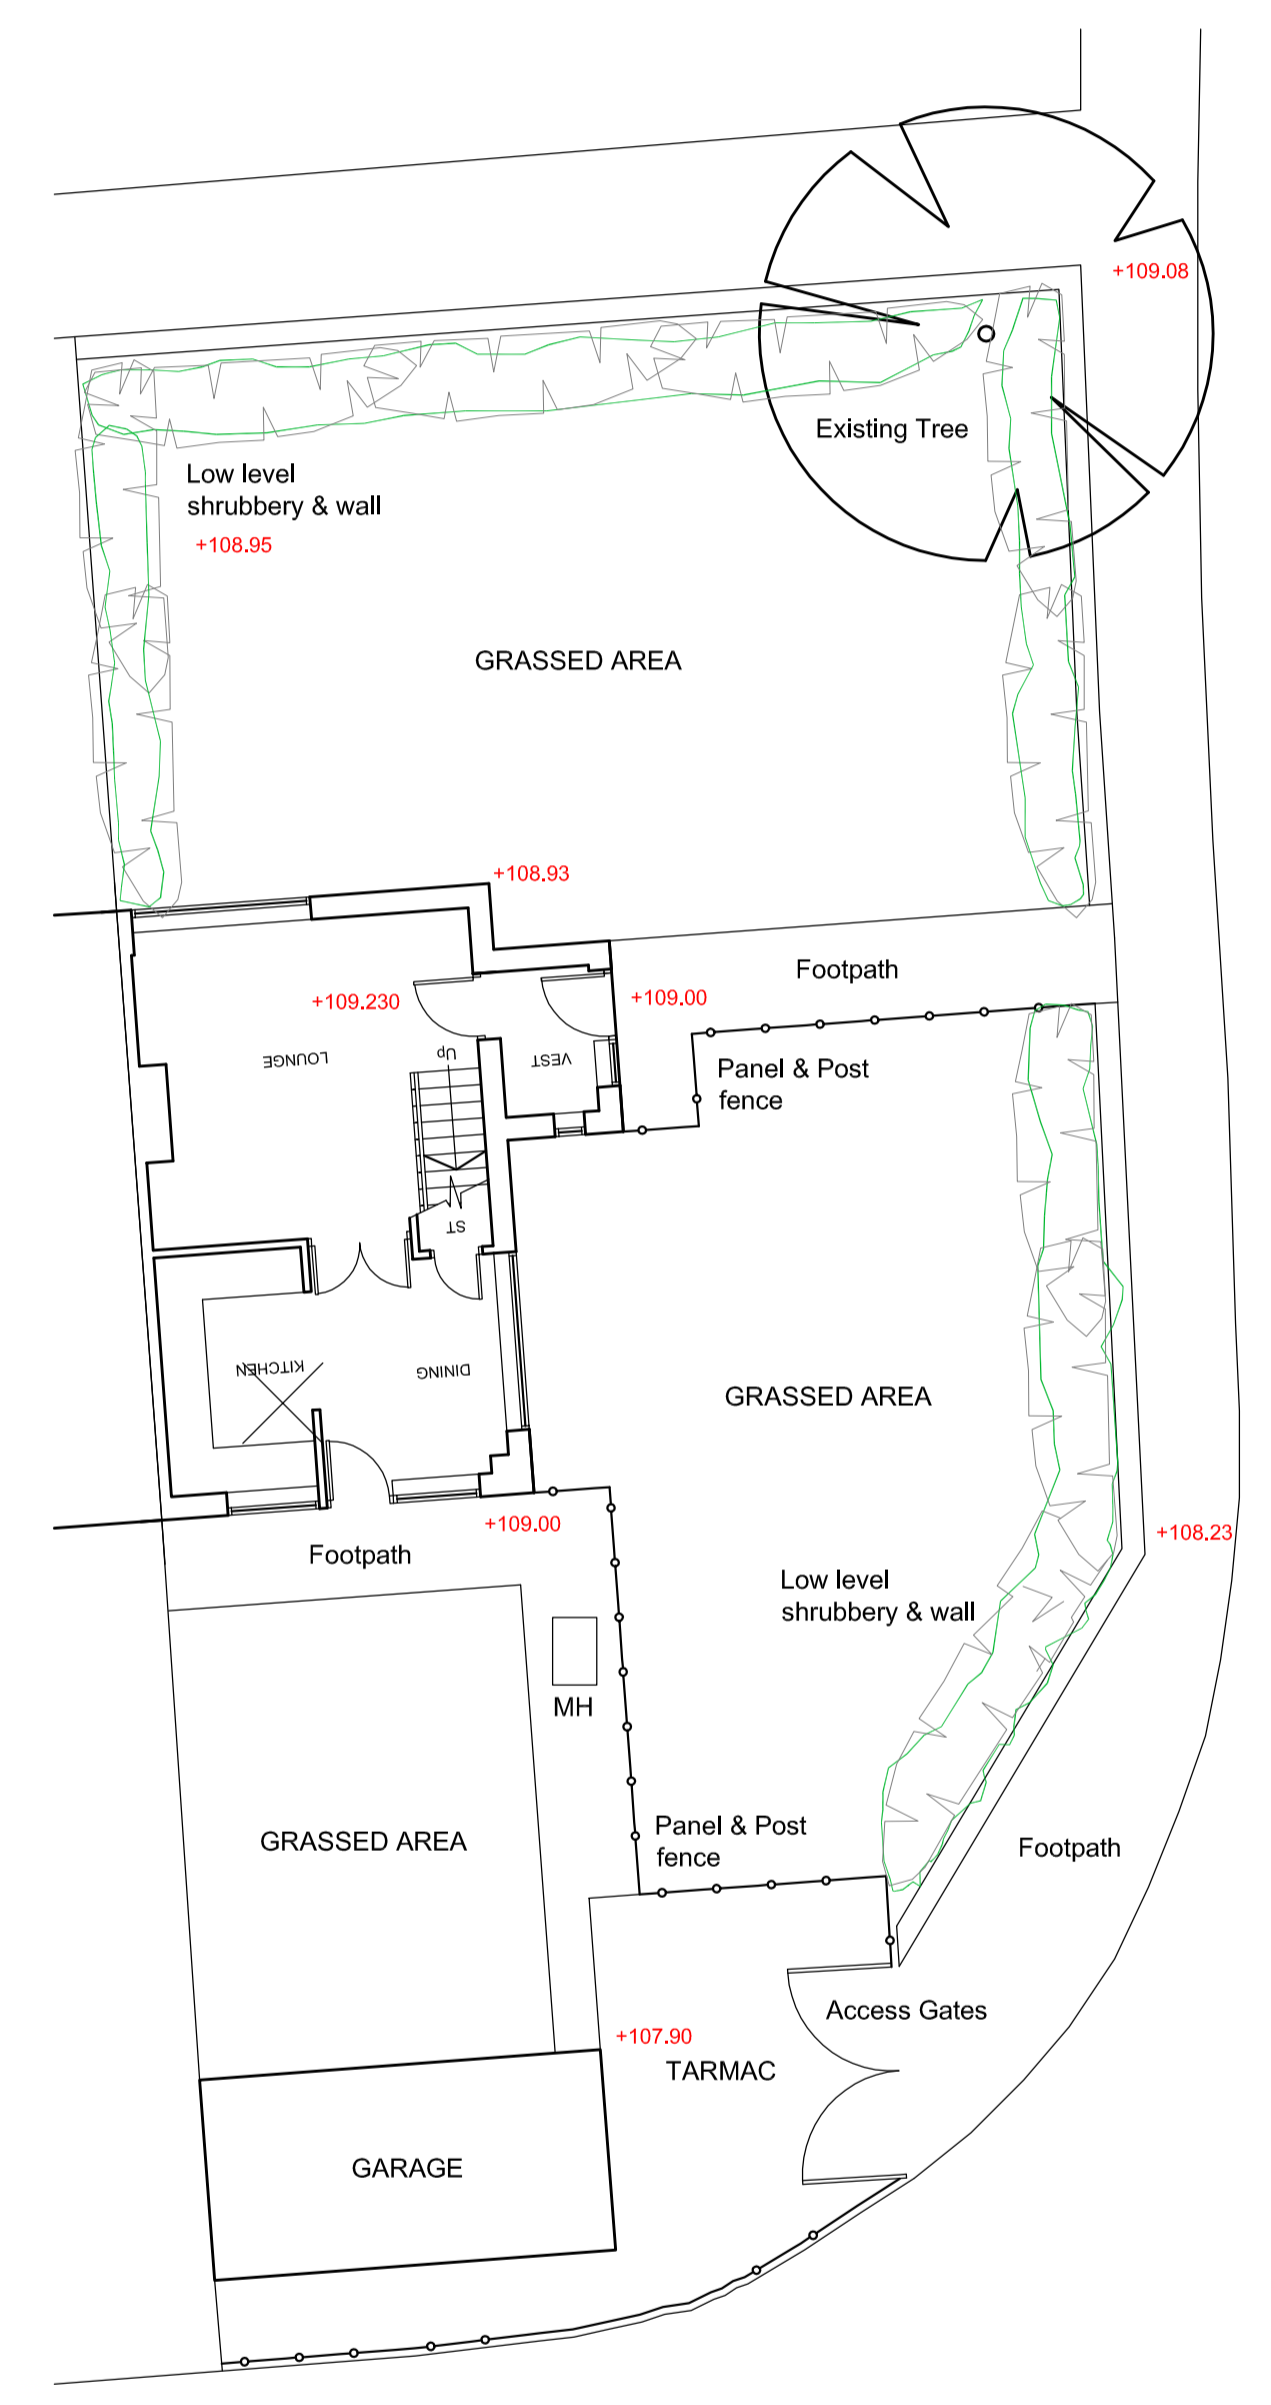 +109.08
Existing Tree
Low level
shrubbery & wall
+108.95
GRASSED AREA
+108.93
Footpath
+109.230
+109.00
LOUNGE
Up
VEST
Panel & Post
fence
ST
KITCHEN
DINING
GRASSED AREA
+109.00
+108.23
Footpath
Low level
shrubbery & wall
MH
Panel & Post
fence
GRASSED AREA
Footpath
Access Gates
+107.90
TARMAC
GARAGE